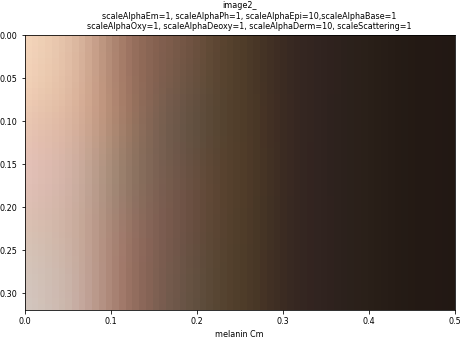 image2_
scaleAlphaEm=1, scaleAlphaPh=1, scaleAlphaEpi=10,scaleAlphaBase=1
scaleAlphaOxy=1, scaleAlphaDeoxy=1, scaleAlphaDerm=10, scaleScattering=1
0.00
0.05
0.10
0.15
0.20
0.25
0.30
0.0 0.1 0.2 0.3 0.4 0.5
melanin Cm